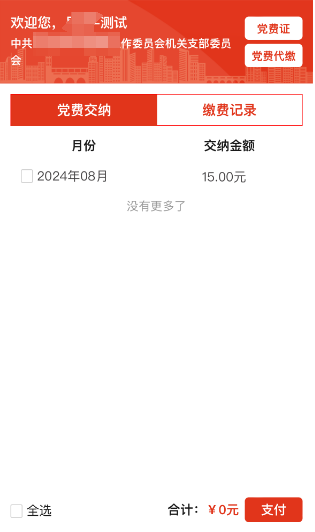 欢迎您，
-测试
党费证
中共
作委员会机关支部委员
会
党费代缴
党费交纳
缴费记录
月份
交纳金额
2024年08月
15.00元
没有更多了
全选
合计：￥0元
支付